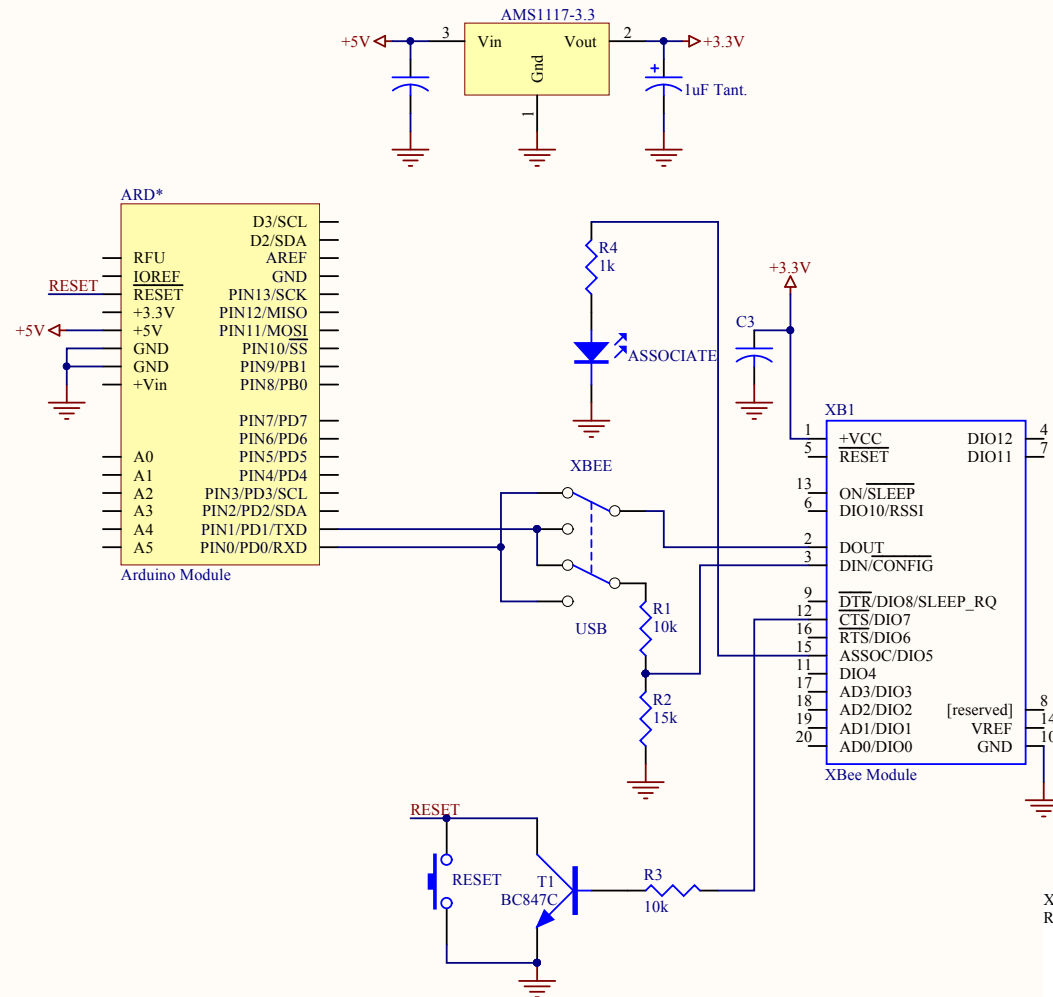 AMS1117-3.3
+5V
3
Vin
Vout
2
+3.3V
Gnd
1
+
1uF Tant.
ARD*
D3/SCL
D2/SDA
RFU
AREF
IOREF
GND
RESET
RESET
PIN13/SCK
+3.3V
PIN12/MISO
+5V
+5V
PIN11/MOSI
GND
PIN10/SS
GND
PIN9/PB1
+Vin
PIN8/PB0
PIN7/PD7
PIN6/PD6
A0
PIN5/PD5
A1
PIN4/PD4
A2
PIN3/PD3/SCL
A3
PIN2/PD2/SDA
A4
PIN1/PD1/TXD
A5
PIN0/PD0/RXD
Arduino Module
R4
1k
ASSOCIATE
+3.3V
C3
XBEE
USB
R1
10k
R2
15k
XB1
1
+VCC
DIO12
4
5
RESET
DIO11
7
13
ON/SLEEP
6
DIO10/RSSI
2
DOUT
3
DIN/CONFIG
9
DTR/DIO8/SLEEP_RQ
12
CTS/DIO7
16
RTS/DIO6
15
ASSOC/DIO5
11
DIO4
17
AD3/DIO3
18
AD2/DIO2
[reserved]
8
19
AD1/DIO1
VREF
14
20
AD0/DIO0
GND
10
XBee Module
RESET
RESET
T1
BC847C
R3
10k
X
R